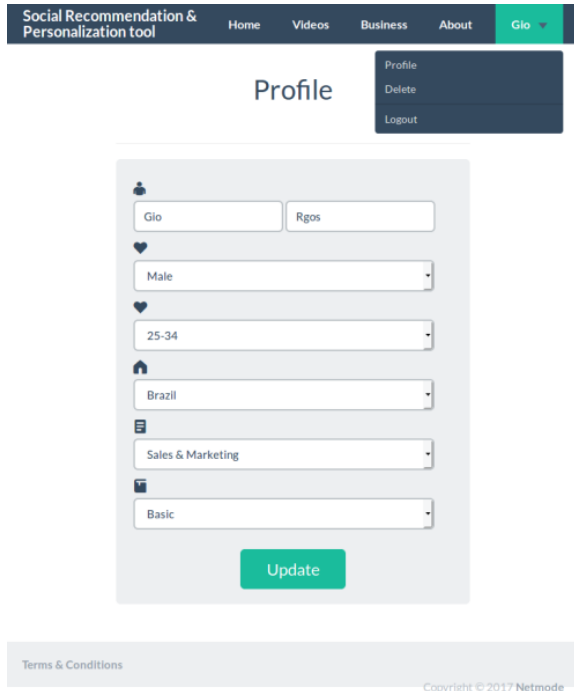 Social Recommendation &
Personalization tool
Home Videos Business About Gio
Profile
Delete
Logout
Profile
Gio Rgos
Male
25-34
Brazil
Sales & Marketing
Basic
Update
Terms & Conditions
Copyright © 2017 Netmode